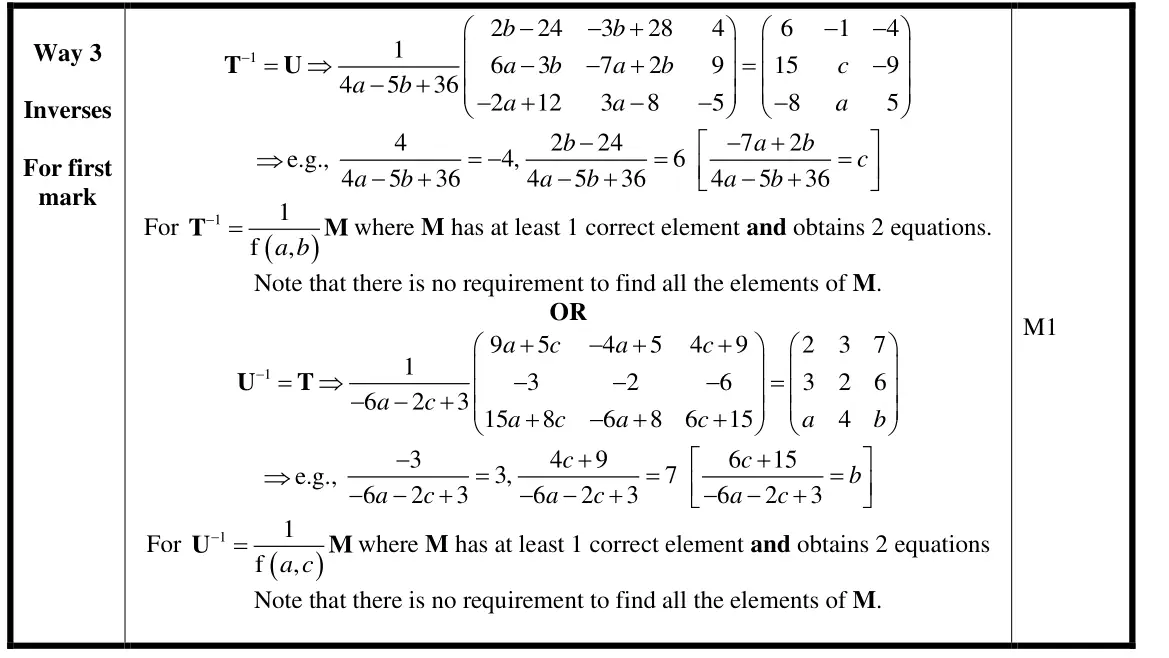 Way 3
Inverses
For first
mark
T⁻¹ = U ⇒ 1/(4a − 5b + 36) (2b − 24  −3b + 28  4; 6a − 3b  −7a + 2b  9; −2a + 12  3a − 8  −5) = (6  −1  −4; 15  c  −9; −8  a  5)
⇒ e.g., 4/(4a − 5b + 36) = −4, (2b − 24)/(4a − 5b + 36) = 6 [(−7a + 2b)/(4a − 5b + 36) = c]
For T⁻¹ = 1/f(a,b) M where M has at least 1 correct element and obtains 2 equations.
Note that there is no requirement to find all the elements of M.
OR
U⁻¹ = T ⇒ 1/(−6a − 2c + 3) (9a + 5c  −4a + 5  4c + 9; −3  −2  −6; 15a + 8c  −6a + 8  6c + 15) = (2  3  7; 3  2  6; a  4  b)
⇒ e.g., −3/(−6a − 2c + 3) = 3, (4c + 9)/(−6a − 2c + 3) = 7 [(6c + 15)/(−6a − 2c + 3) = b]
For U⁻¹ = 1/f(a,c) M where M has at least 1 correct element and obtains 2 equations
Note that there is no requirement to find all the elements of M.
M1